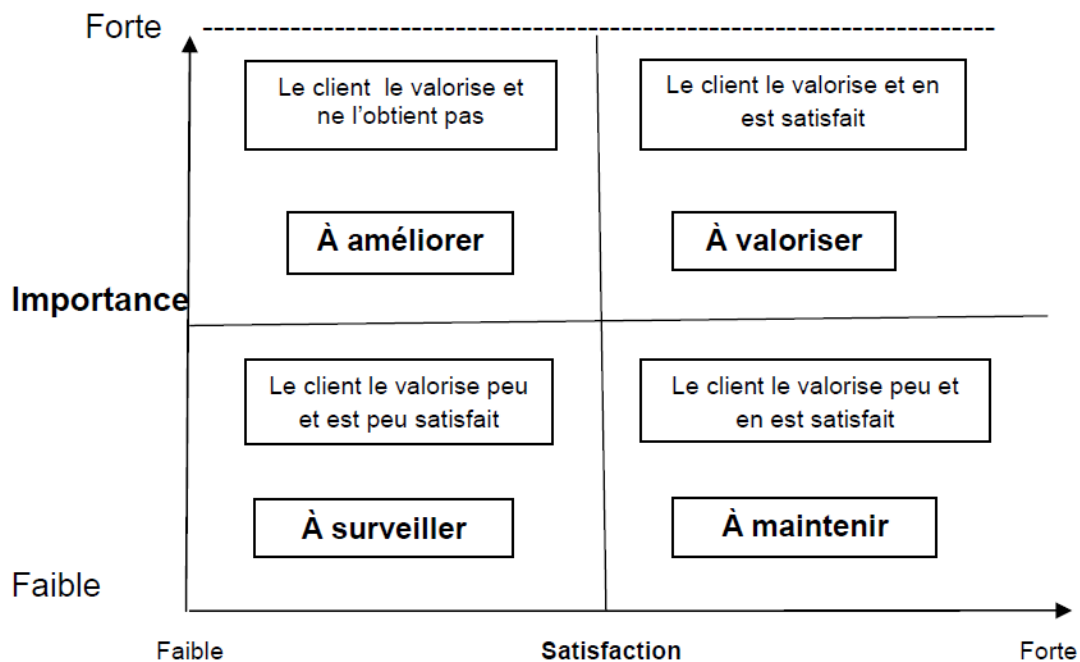 Forte
Le client le valorise et
ne l'obtient pas
Le client le valorise et en
est satisfait
À améliorer
À valoriser
Importance
Le client le valorise peu
et est peu satisfait
Le client le valorise peu et
en est satisfait
À surveiller
À maintenir
Faible
Faible
Satisfaction
Forte